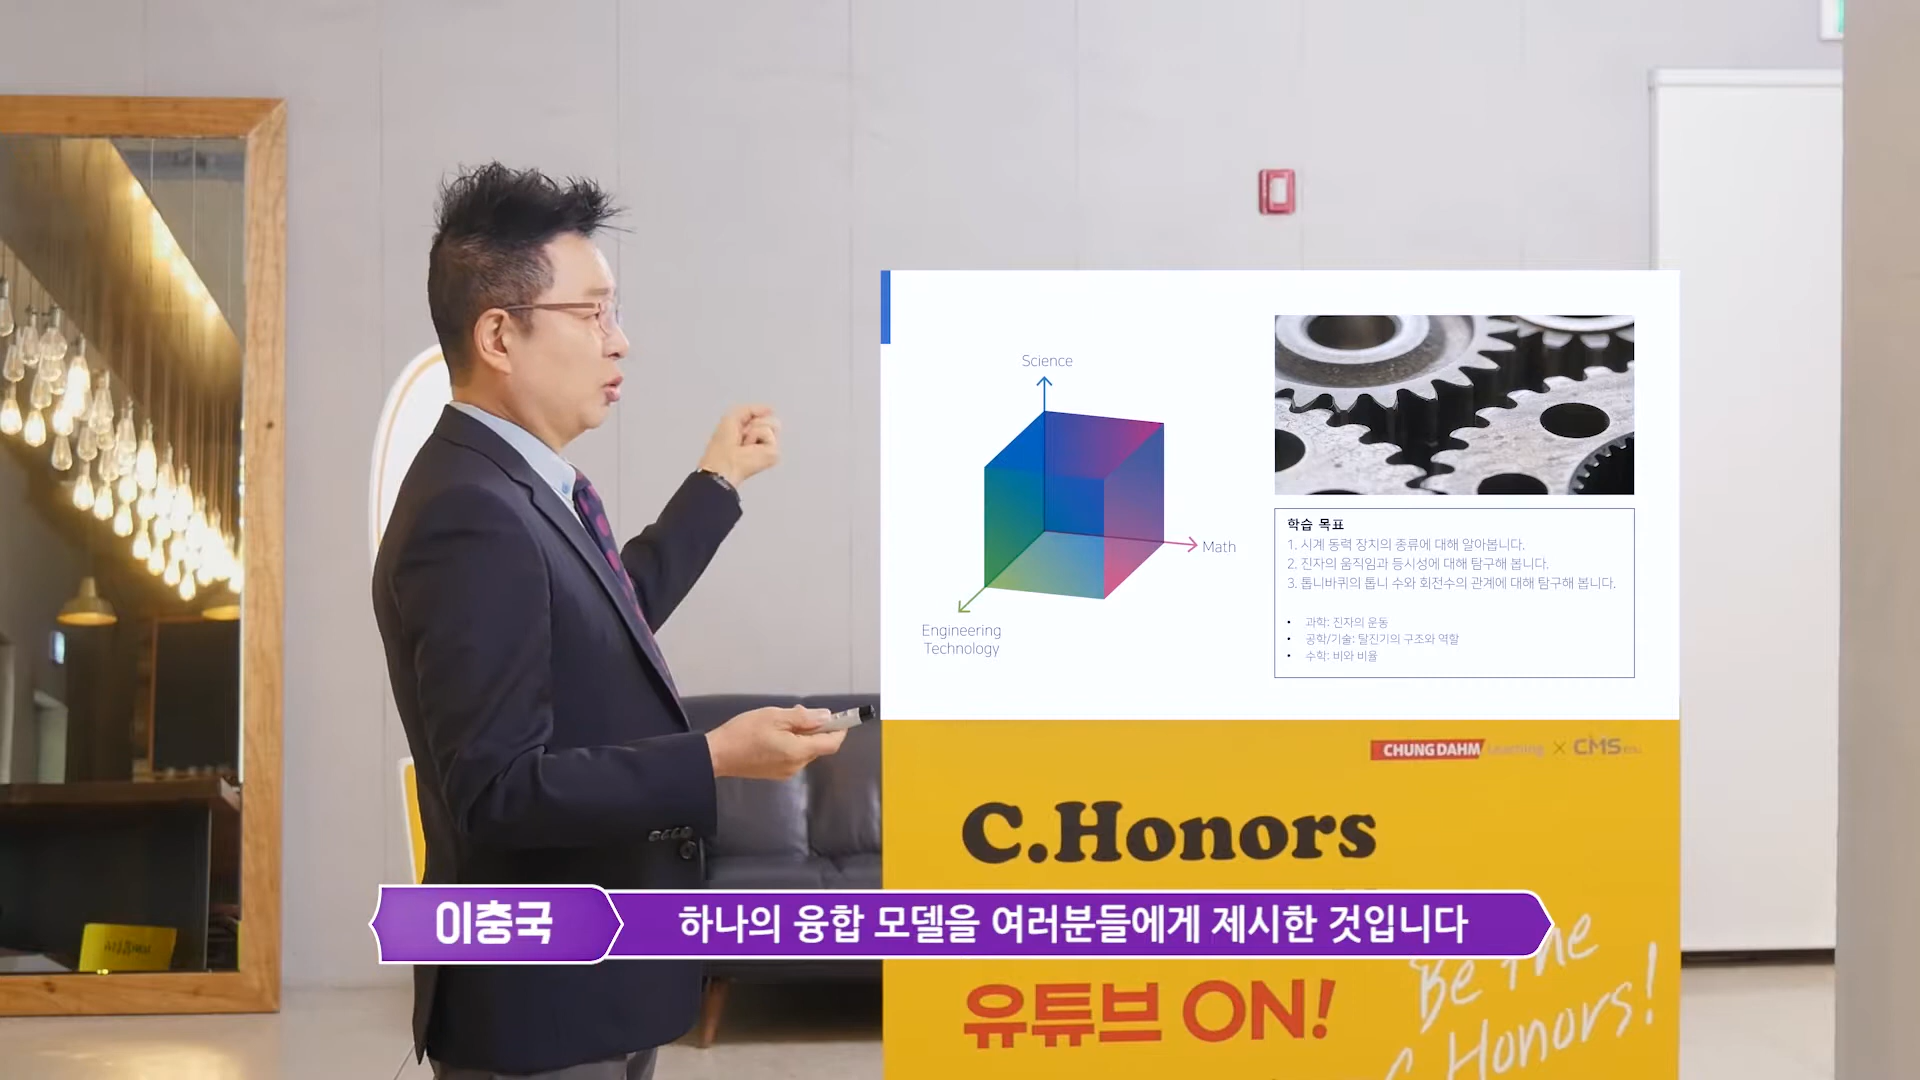 Science
Math
Engineering
Technology
학습 목표
1. 시계 동력 장치의 종류에 대해 알아봅니다.
2. 진자의 움직임과 등시성에 대해 탐구해 봅니다.
3. 톱니바퀴의 톱니 수와 회전수의 관계에 대해 탐구해 봅니다.
• 과학: 진자의 운동
• 공학/기술: 탈진기의 구조와 역할
• 수학: 비와 비율
CHUNGDAHM Learning × CMS edu
C.Honors
이충국
하나의 융합 모델을 여러분들에게 제시한 것입니다
유튜브 ON!
Be the
C.Honors!